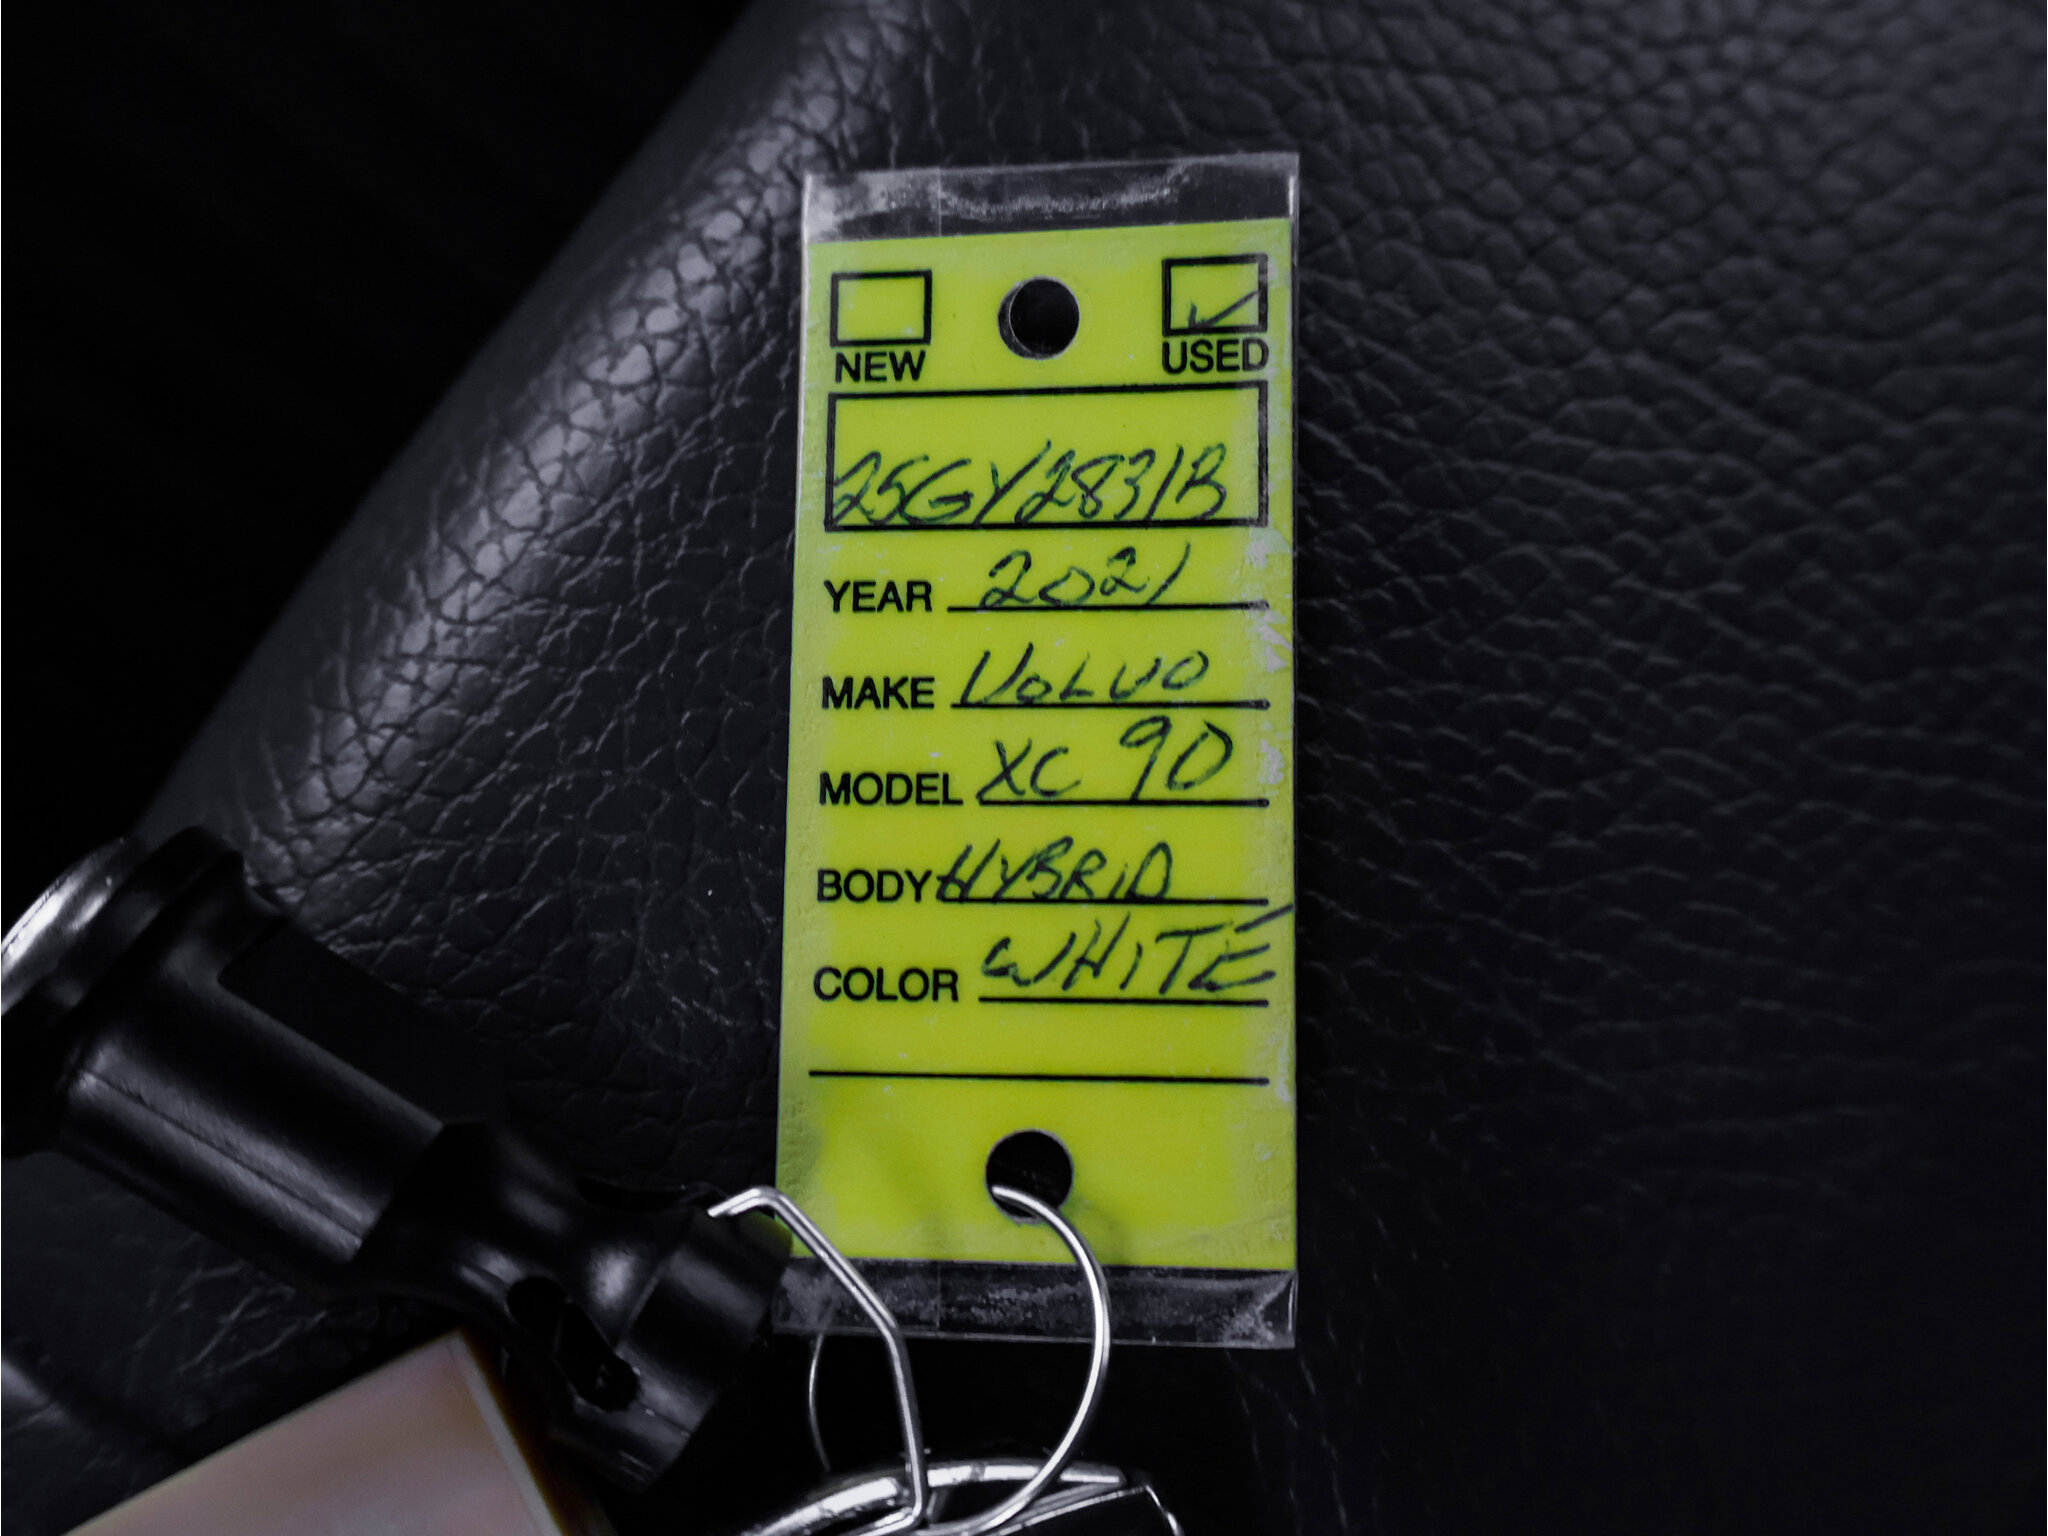 NEW USED
25GY2831B
YEAR 2021
MAKE VOLVO
MODEL XC 90
BODY HYBRID
COLOR WHITE